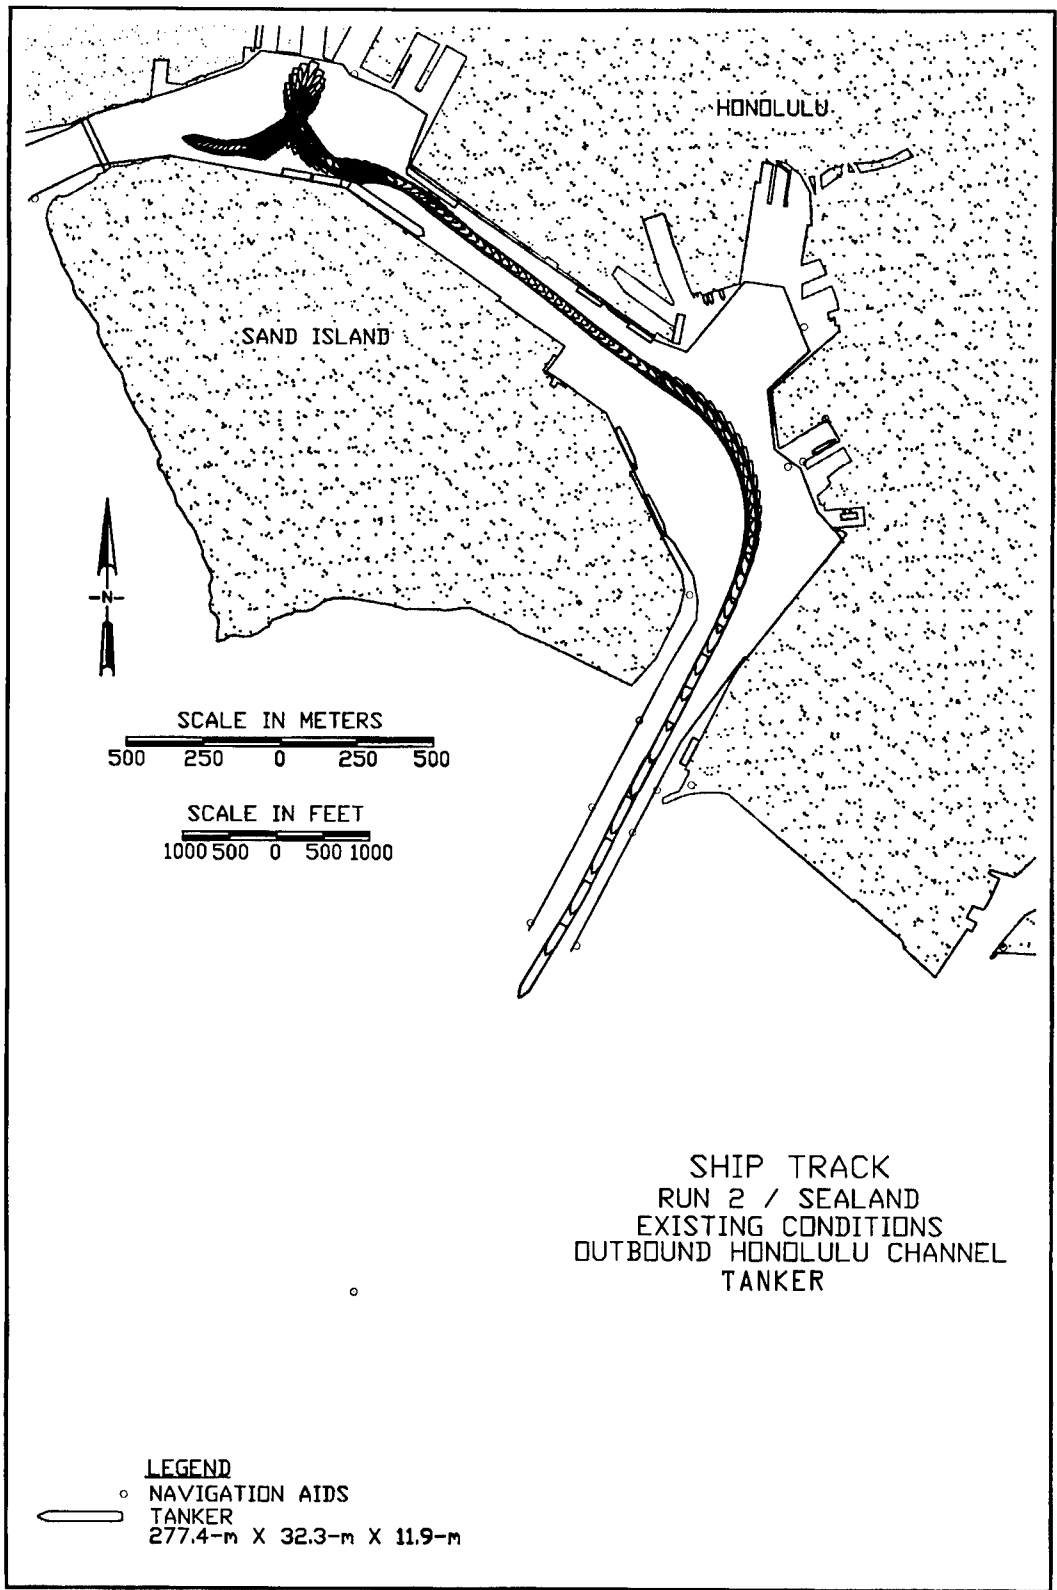 HONOLULU
SAND ISLAND
-N-
SCALE IN METERS
500 250 0 250 500
SCALE IN FEET
1000 500 0 500 1000
SHIP TRACK
RUN 2 / SEALAND
EXISTING CONDITIONS
OUTBOUND HONOLULU CHANNEL
TANKER
LEGEND
NAVIGATION AIDS
TANKER
277.4-m X 32.3-m X 11.9-m